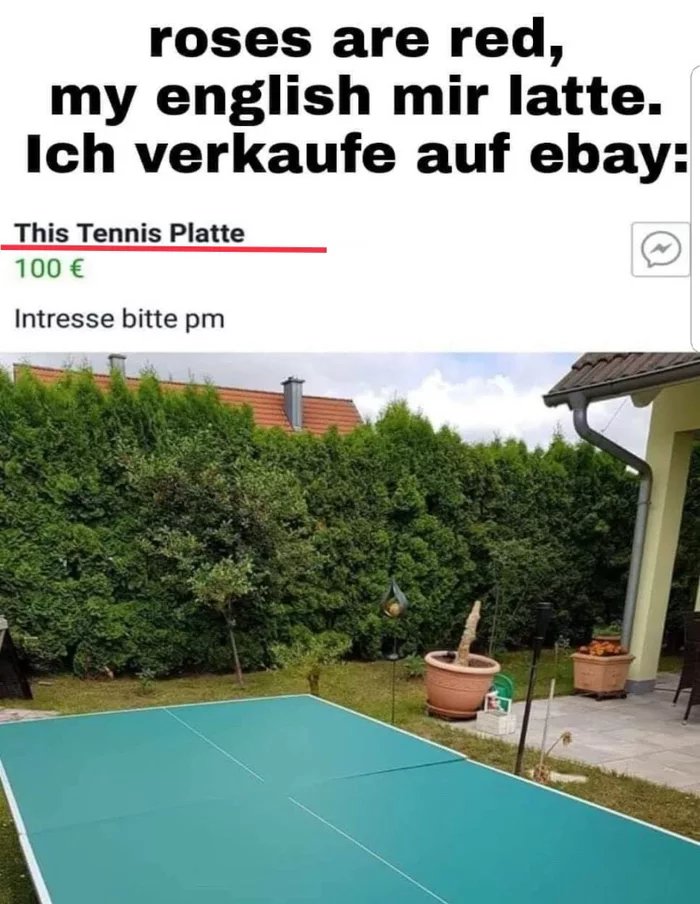 roses are red,
my english mir latte.
Ich verkaufe auf ebay:
This Tennis Platte
100 €
Intresse bitte pm